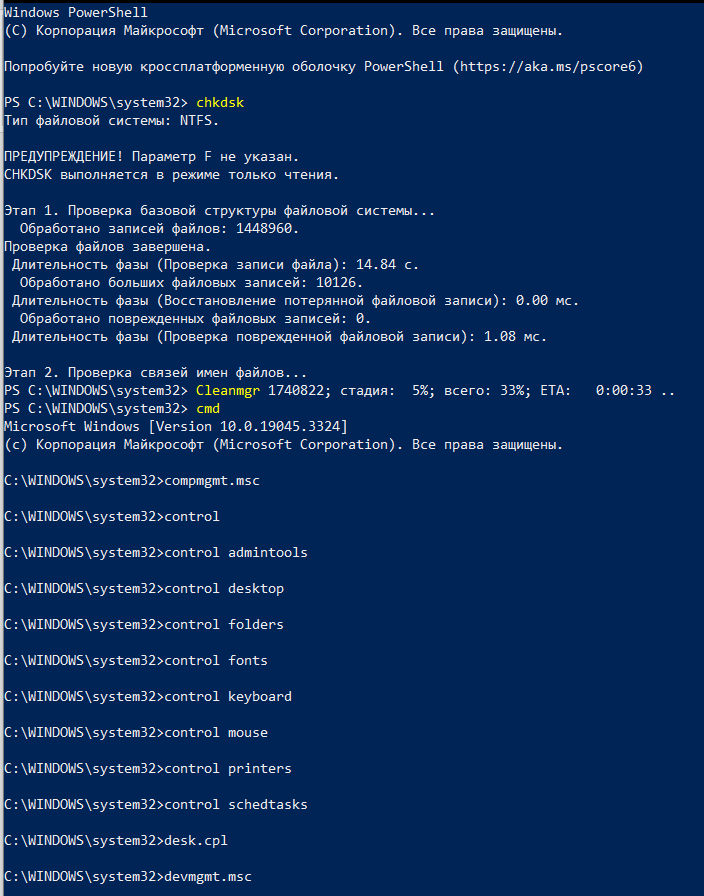 Windows PowerShell
(C) Корпорация Майкрософт (Microsoft Corporation). Все права защищены.
Попробуйте новую кроссплатформенную оболочку PowerShell (https://aka.ms/pscore6)
PS C:\WINDOWS\system32> chkdsk
Тип файловой системы: NTFS.
ПРЕДУПРЕЖДЕНИЕ! Параметр F не указан.
CHKDSK выполняется в режиме только чтения.
Этап 1. Проверка базовой структуры файловой системы...
Обработано записей файлов: 1448960.
Проверка файлов завершена.
Длительность фазы (Проверка записи файла): 14.84 с.
Обработано больших файловых записей: 10126.
Длительность фазы (Восстановление потерянной файловой записи): 0.00 мс.
Обработано поврежденных файловых записей: 0.
Длительность фазы (Проверка поврежденной файловой записи): 1.08 мс.
Этап 2. Проверка связей имен файлов...
PS C:\WINDOWS\system32> Cleanmgr 1740822; стадия:  5%; всего: 33%; ETA:   0:00:33 ..
PS C:\WINDOWS\system32> cmd
Microsoft Windows [Version 10.0.19045.3324]
(c) Корпорация Майкрософт (Microsoft Corporation). Все права защищены.
C:\WINDOWS\system32>compmgmt.msc
C:\WINDOWS\system32>control
C:\WINDOWS\system32>control admintools
C:\WINDOWS\system32>control desktop
C:\WINDOWS\system32>control folders
C:\WINDOWS\system32>control fonts
C:\WINDOWS\system32>control keyboard
C:\WINDOWS\system32>control mouse
C:\WINDOWS\system32>control printers
C:\WINDOWS\system32>control schedtasks
C:\WINDOWS\system32>desk.cpl
C:\WINDOWS\system32>devmgmt.msc